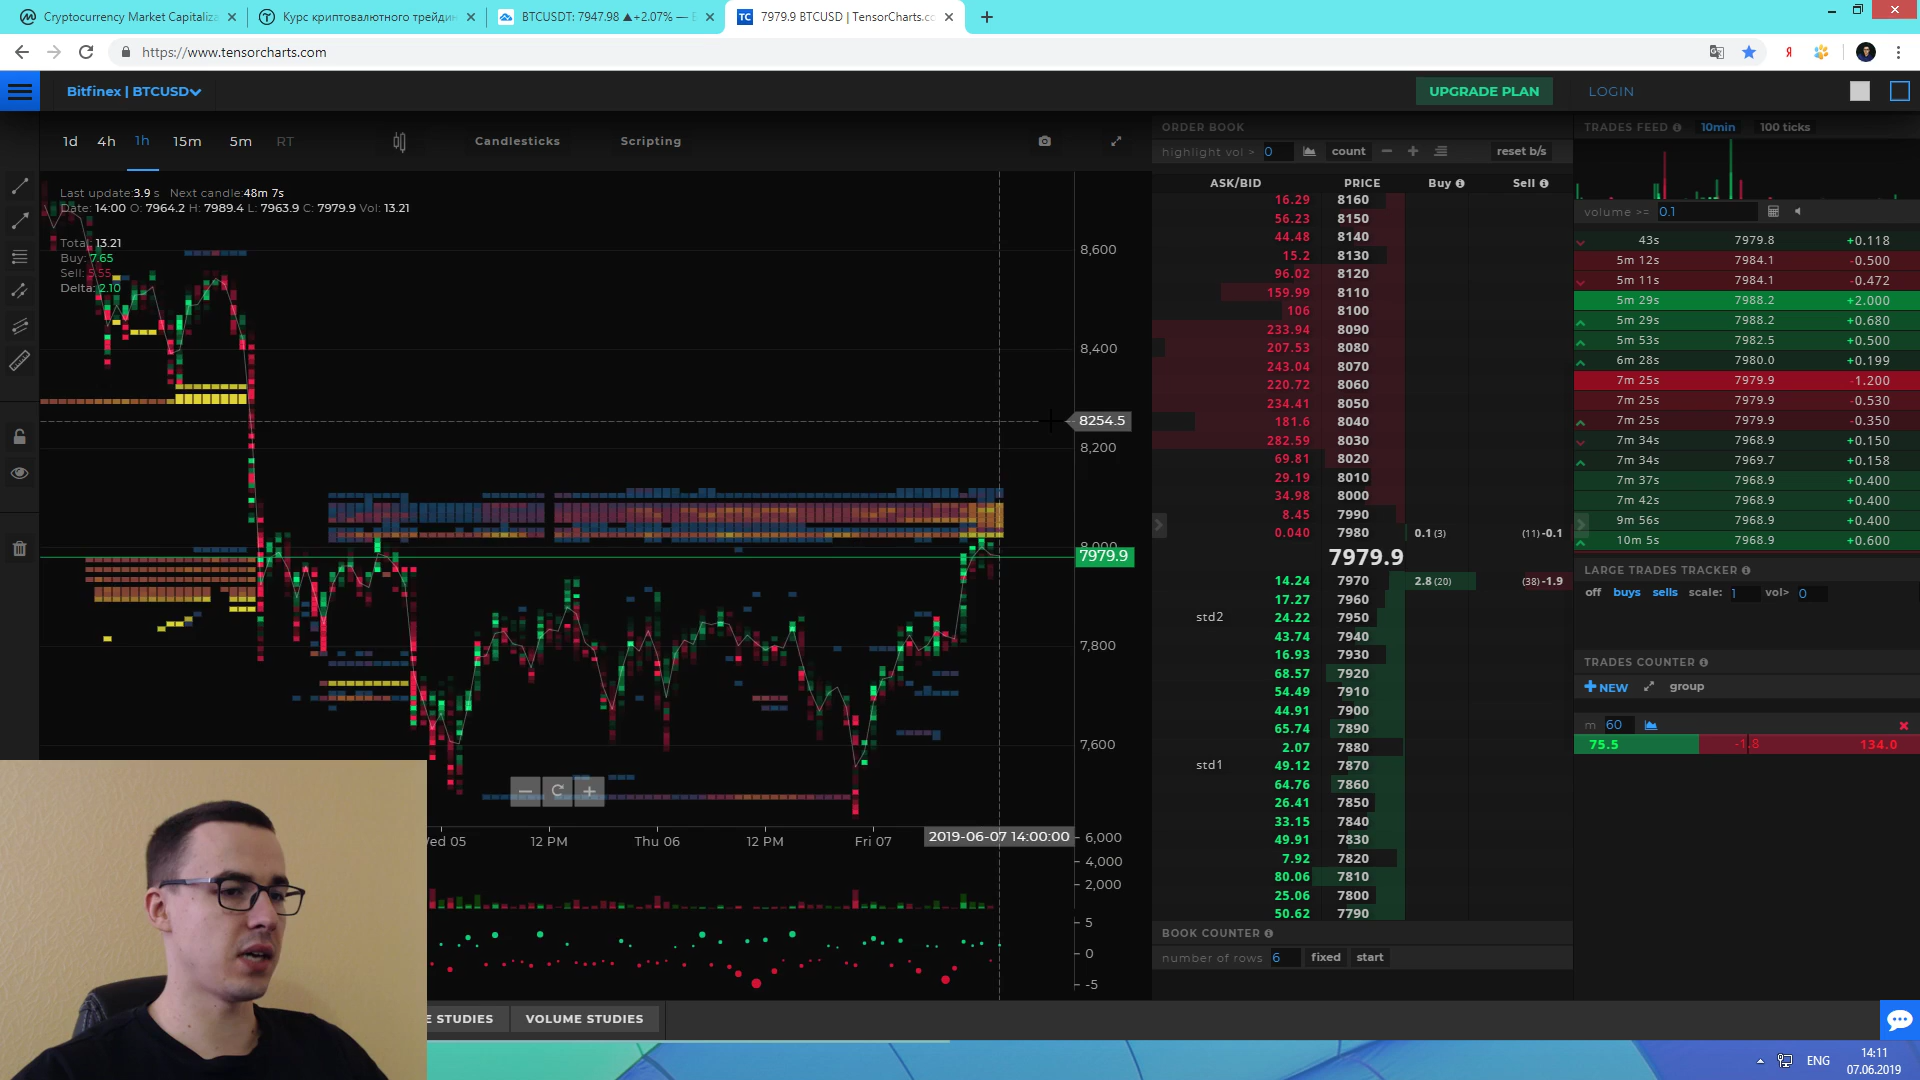 Cryptocurrency Market Capitaliza
Курс криптовалютного трейдин
BTCUSDT: 7947.98 ▲+2.07% —
7979.9 BTCUSD | TensorCharts.co
https://www.tensorcharts.com
Bitfinex | BTCUSD
UPGRADE PLAN
LOGIN
1d 4h 1h 15m 5m RT
Candlesticks
Scripting
Last update:3.9 s Next candle:48m 7s
Date: 14:00 O: 7964.2 H: 7989.4 L: 7963.9 C: 7979.9 Vol: 13.21
Total: 13.21
Buy: 7.65
Sell: 5.55
Delta: 2.10
8,600
8,400
8254.5
8,200
8,000
7979.9
7,800
7,600
Wed 05 12 PM Thu 06 12 PM Fri 07 2019-06-07 14:00:00
6,000
4,000
2,000
5
0
-5
E STUDIES
VOLUME STUDIES
ORDER BOOK
highlight vol > 0 count reset b/s
ASK/BID PRICE Buy Sell
16.29 8160
56.23 8150
44.48 8140
15.2 8130
96.02 8120
159.99 8110
106 8100
233.94 8090
207.53 8080
243.04 8070
220.72 8060
234.41 8050
181.6 8040
282.59 8030
69.81 8020
29.19 8010
34.98 8000
8.45 7990
0.040 7980 0.1 (3) (11) -0.1
7979.9
14.24 7970 2.8 (20) (38) -1.9
17.27 7960
std2 24.22 7950
43.74 7940
16.93 7930
68.57 7920
54.49 7910
44.91 7900
65.74 7890
2.07 7880
std1 49.12 7870
64.76 7860
26.41 7850
33.15 7840
49.91 7830
7.92 7820
80.06 7810
25.06 7800
50.62 7790
BOOK COUNTER
number of rows 6 fixed start
TRADES FEED 10min 100 ticks
volume >= 0.1
43s 7979.8 +0.118
5m 12s 7984.1 -0.500
5m 11s 7984.1 -0.472
5m 29s 7988.2 +2.000
5m 29s 7988.2 +0.680
5m 53s 7982.5 +0.500
6m 28s 7980.0 +0.199
7m 25s 7979.9 -1.200
7m 25s 7979.9 -0.530
7m 25s 7979.9 -0.350
7m 34s 7968.9 +0.150
7m 34s 7969.7 +0.158
7m 37s 7968.9 +0.400
7m 42s 7968.9 +0.400
9m 56s 7968.9 +0.400
10m 5s 7968.9 +0.600
LARGE TRADES TRACKER
off buys sells scale: 1 vol> 0
TRADES COUNTER
NEW group
m 60
75.5 -1.8 134.0
ENG
14:11
07.06.2019